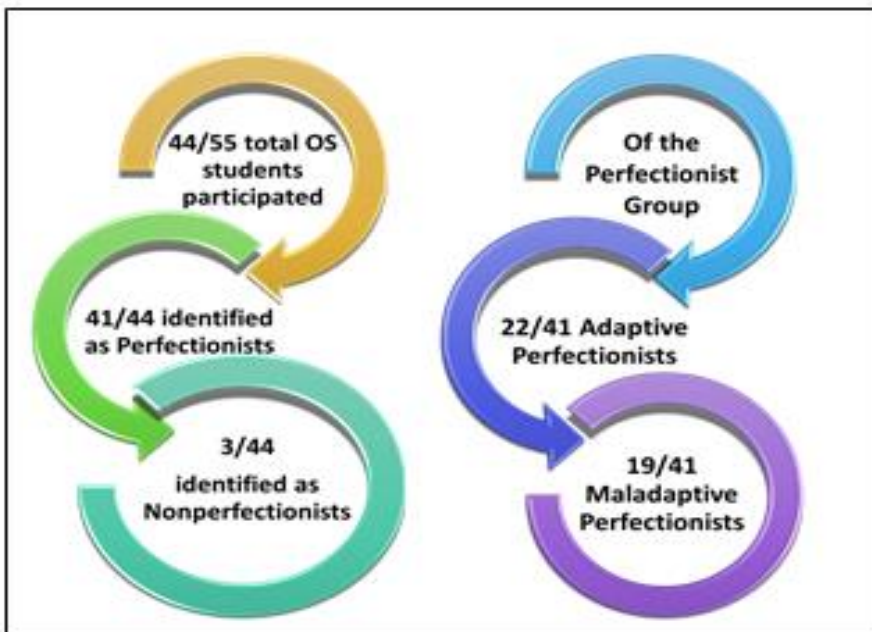 44/55 total OS
students
participated
41/44 identified
as Perfectionists
3/44
identified as
Nonperfectionists
Of the
Perfectionist
Group
22/41 Adaptive
Perfectionists
19/41
Maladaptive
Perfectionists